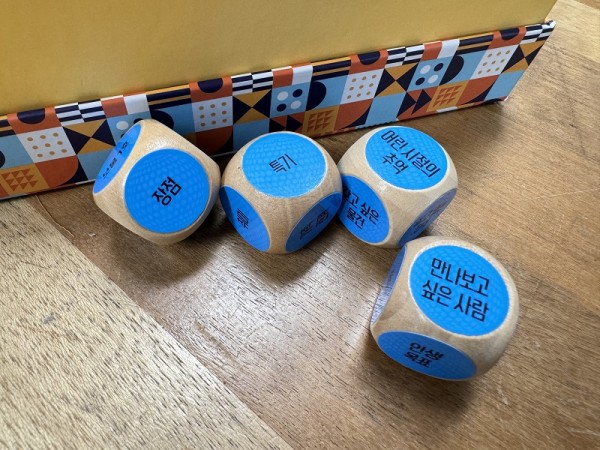 장점
특기
어린 시절의
추억
고 싶은
물건
만나보고
싶은 사람
인생
목표